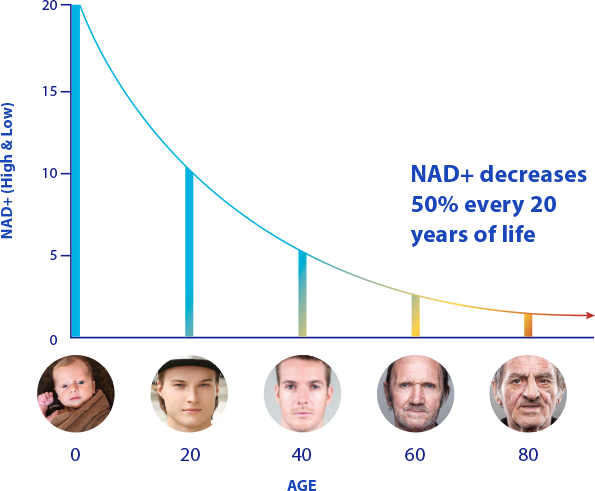 20
15
10
5
0
NAD+ (High & Low)
NAD+ decreases
50% every 20
years of life
0 20 40 60 80
AGE